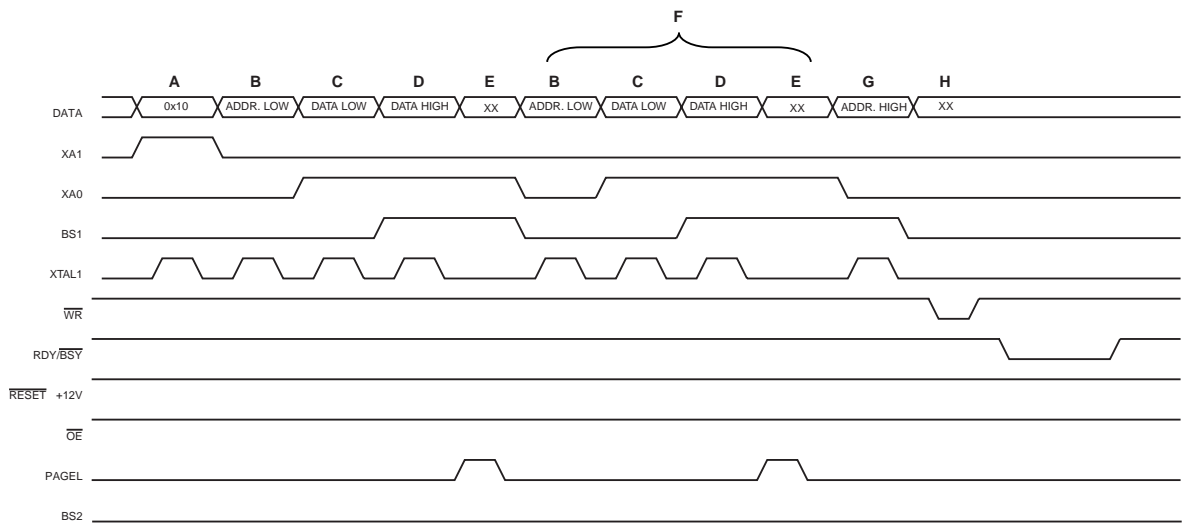 F
A B C D E B C D E G H
DATA 0x10 ADDR. LOW DATA LOW DATA HIGH XX ADDR. LOW DATA LOW DATA HIGH XX ADDR. HIGH XX
XA1
XA0
BS1
XTAL1
WR
RDY/BSY
RESET +12V
OE
PAGEL
BS2